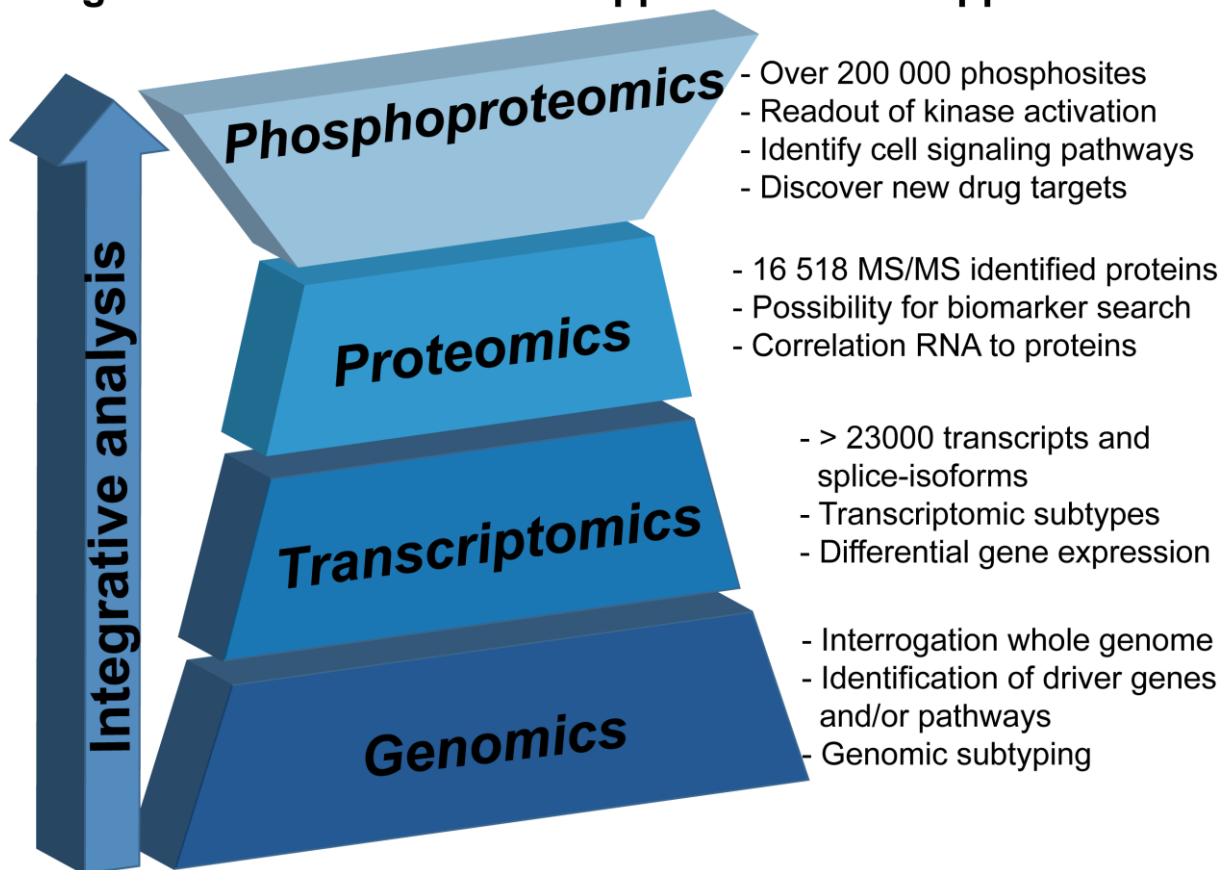 Phosphoproteomics
- Over 200 000 phosphosites
- Readout of kinase activation
- Identify cell signaling pathways
- Discover new drug targets
Integrative analysis
Proteomics
- 16 518 MS/MS identified proteins
- Possibility for biomarker search
- Correlation RNA to proteins
Transcriptomics
- > 23000 transcripts and
splice-isoforms
- Transcriptomic subtypes
- Differential gene expression
Genomics
- Interrogation whole genome
- Identification of driver genes
and/or pathways
- Genomic subtyping